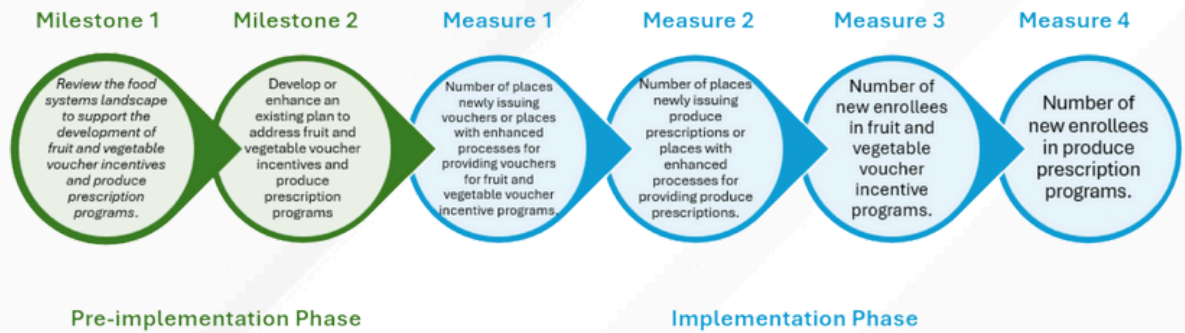 Milestone 1
Milestone 2
Measure 1
Measure 2
Measure 3
Measure 4
Review the food
systems landscape
to support the
development of
fruit and vegetable
voucher incentives
and produce
prescription
programs.
Develop or
enhance an
existing plan to
address fruit and
vegetable voucher
incentives and
produce
prescription
programs
Number of places
newly issuing
vouchers or places
with enhanced
processes for
providing vouchers
for fruit and
vegetable voucher
incentive programs.
Number of places
newly issuing
produce
prescriptions or
places with
enhanced
processes for
providing produce
prescriptions.
Number of
new enrollees
in fruit and
vegetable
voucher
incentive
programs.
Number of
new enrollees
in produce
prescription
programs.
Pre-implementation Phase
Implementation Phase